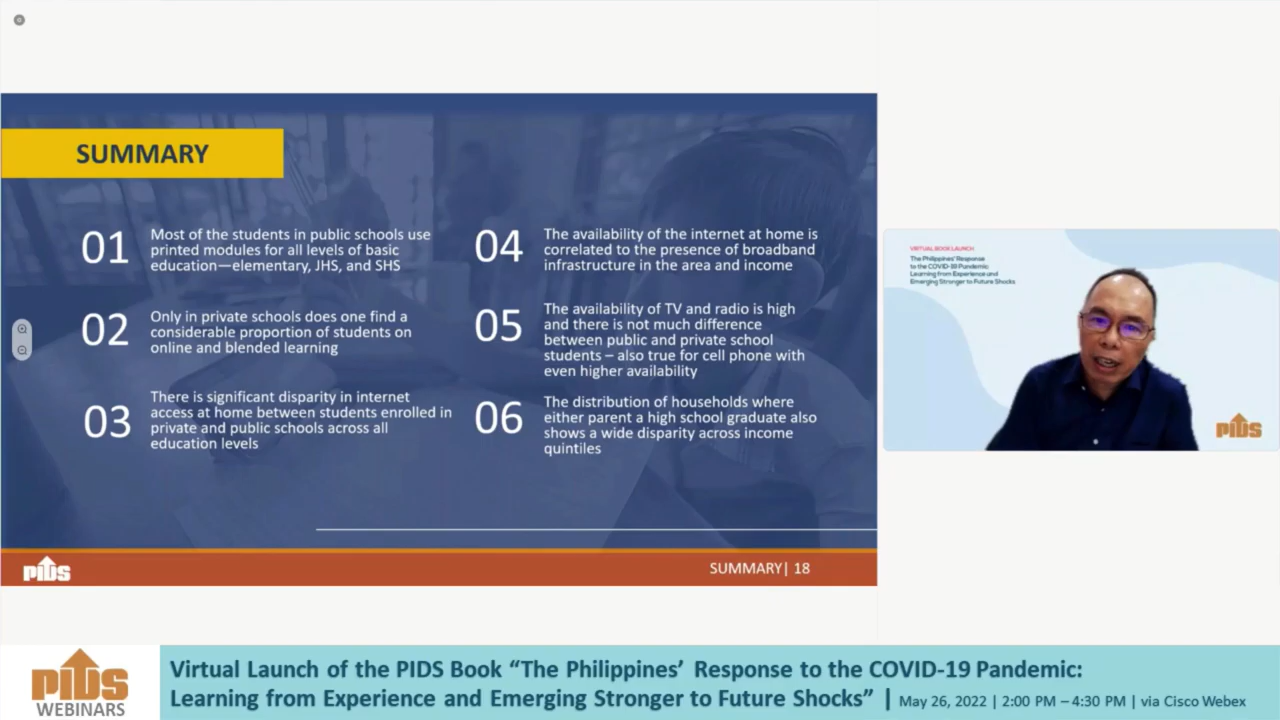 SUMMARY
01
Most of the students in public schools use
printed modules for all levels of basic
education—elementary, JHS, and SHS
02
Only in private schools does one find a
considerable proportion of students on
online and blended learning
03
There is significant disparity in internet
access at home between students enrolled in
private and public schools across all
education levels
04
The availability of the internet at home is
correlated to the presence of broadband
infrastructure in the area and income
05
The availability of TV and radio is high
and there is not much difference
between public and private school
students – also true for cell phone with
even higher availability
06
The distribution of households where
either parent a high school graduate also
shows a wide disparity across income
quintiles
PIDS
SUMMARY| 18
VIRTUAL BOOK LAUNCH
The Philippines' Response
to the COVID-19 Pandemic
Learning from Experience and
Emerging Stronger to Future Shocks
PIDS
PIDS
WEBINARS
Virtual Launch of the PIDS Book “The Philippines’ Response to the COVID-19 Pandemic:
Learning from Experience and Emerging Stronger to Future Shocks” | May 26, 2022 | 2:00 PM – 4:30 PM | via Cisco Webex